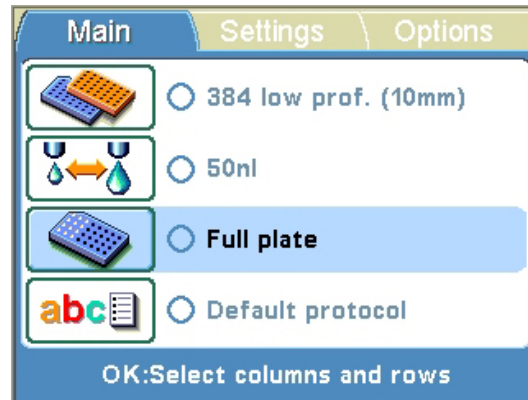 Main Settings Options
384 low prof. (10mm)
50nl
Full plate
abc Default protocol
OK:Select columns and rows